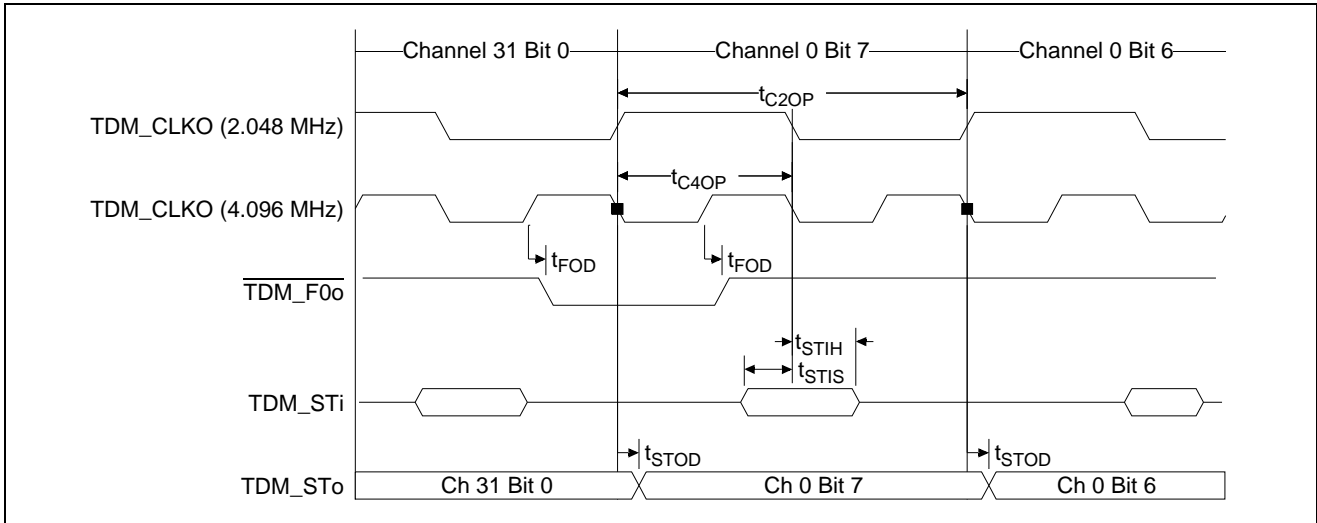 Channel 31 Bit 0 Channel 0 Bit 7 Channel 0 Bit 6
tC2OP
TDM_CLKO (2.048 MHz)
tC4OP
TDM_CLKO (4.096 MHz)
tFOD tFOD
TDM_F0o
tSTIH
tSTIS
TDM_STi
tSTOD tSTOD
TDM_STo Ch 31 Bit 0 Ch 0 Bit 7 Ch 0 Bit 6